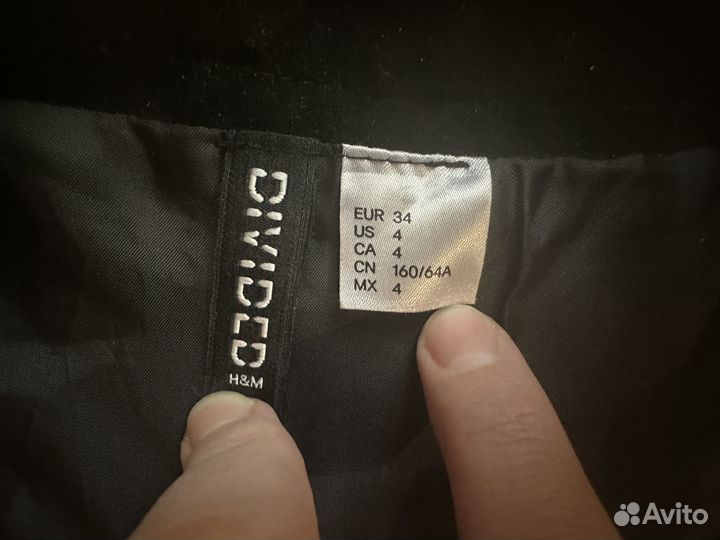 DIVIDED
H&M
EUR 34
US 4
CA 4
CN 160/64A
MX 4
Avito